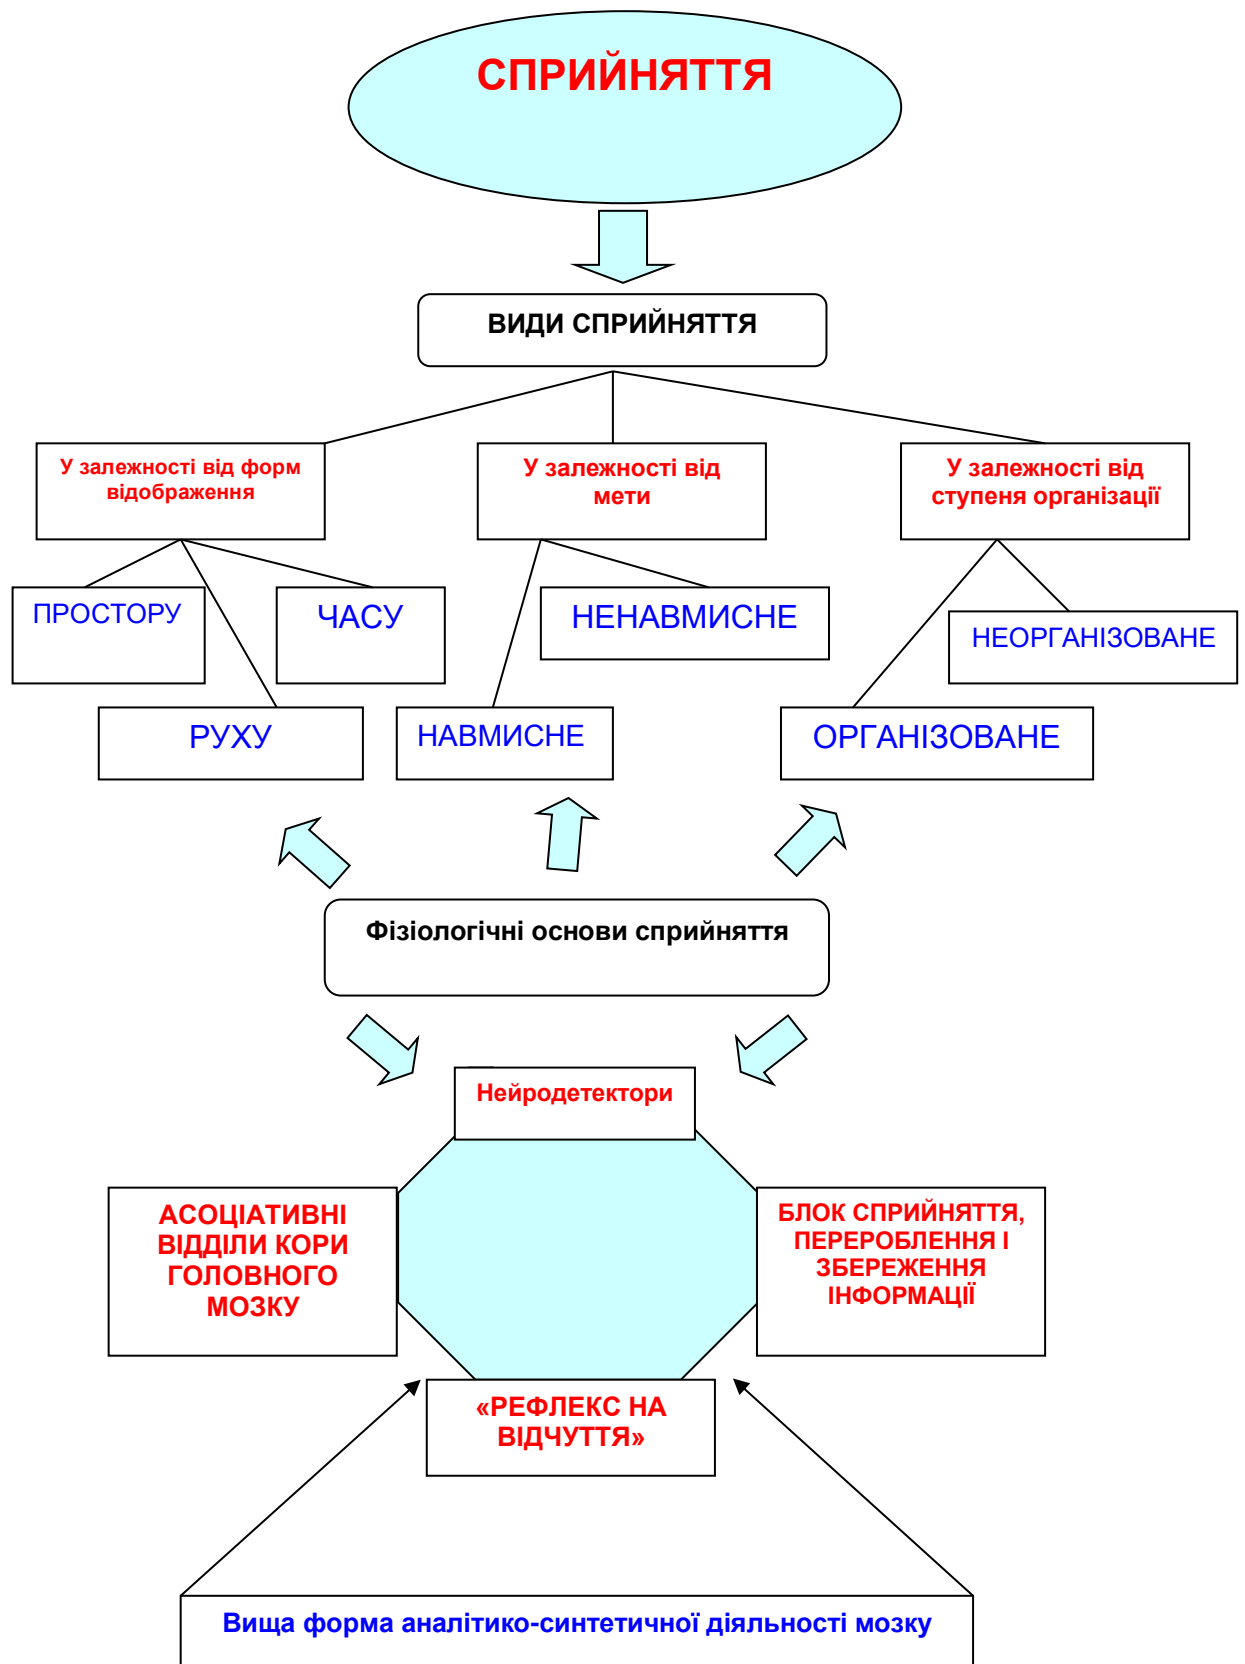 СПРИЙНЯТТЯ
ВИДИ СПРИЙНЯТТЯ
У залежності від форм
відображення
У залежності від
мети
У залежності від
ступеня організації
ПРОСТОРУ
ЧАСУ
НЕНАВМИСНЕ
НЕОРГАНІЗОВАНЕ
РУХУ
НАВМИСНЕ
ОРГАНІЗОВАНЕ
Фізіологічні основи сприйняття
Нейродетектори
АСОЦІАТИВНІ
ВІДДІЛИ КОРИ
ГОЛОВНОГО
МОЗКУ
БЛОК СПРИЙНЯТТЯ,
ПЕРЕРОБЛЕННЯ І
ЗБЕРЕЖЕННЯ
ІНФОРМАЦІЇ
«РЕФЛЕКС НА
ВІДЧУТТЯ»
Вища форма аналітико-синтетичної діяльності мозку